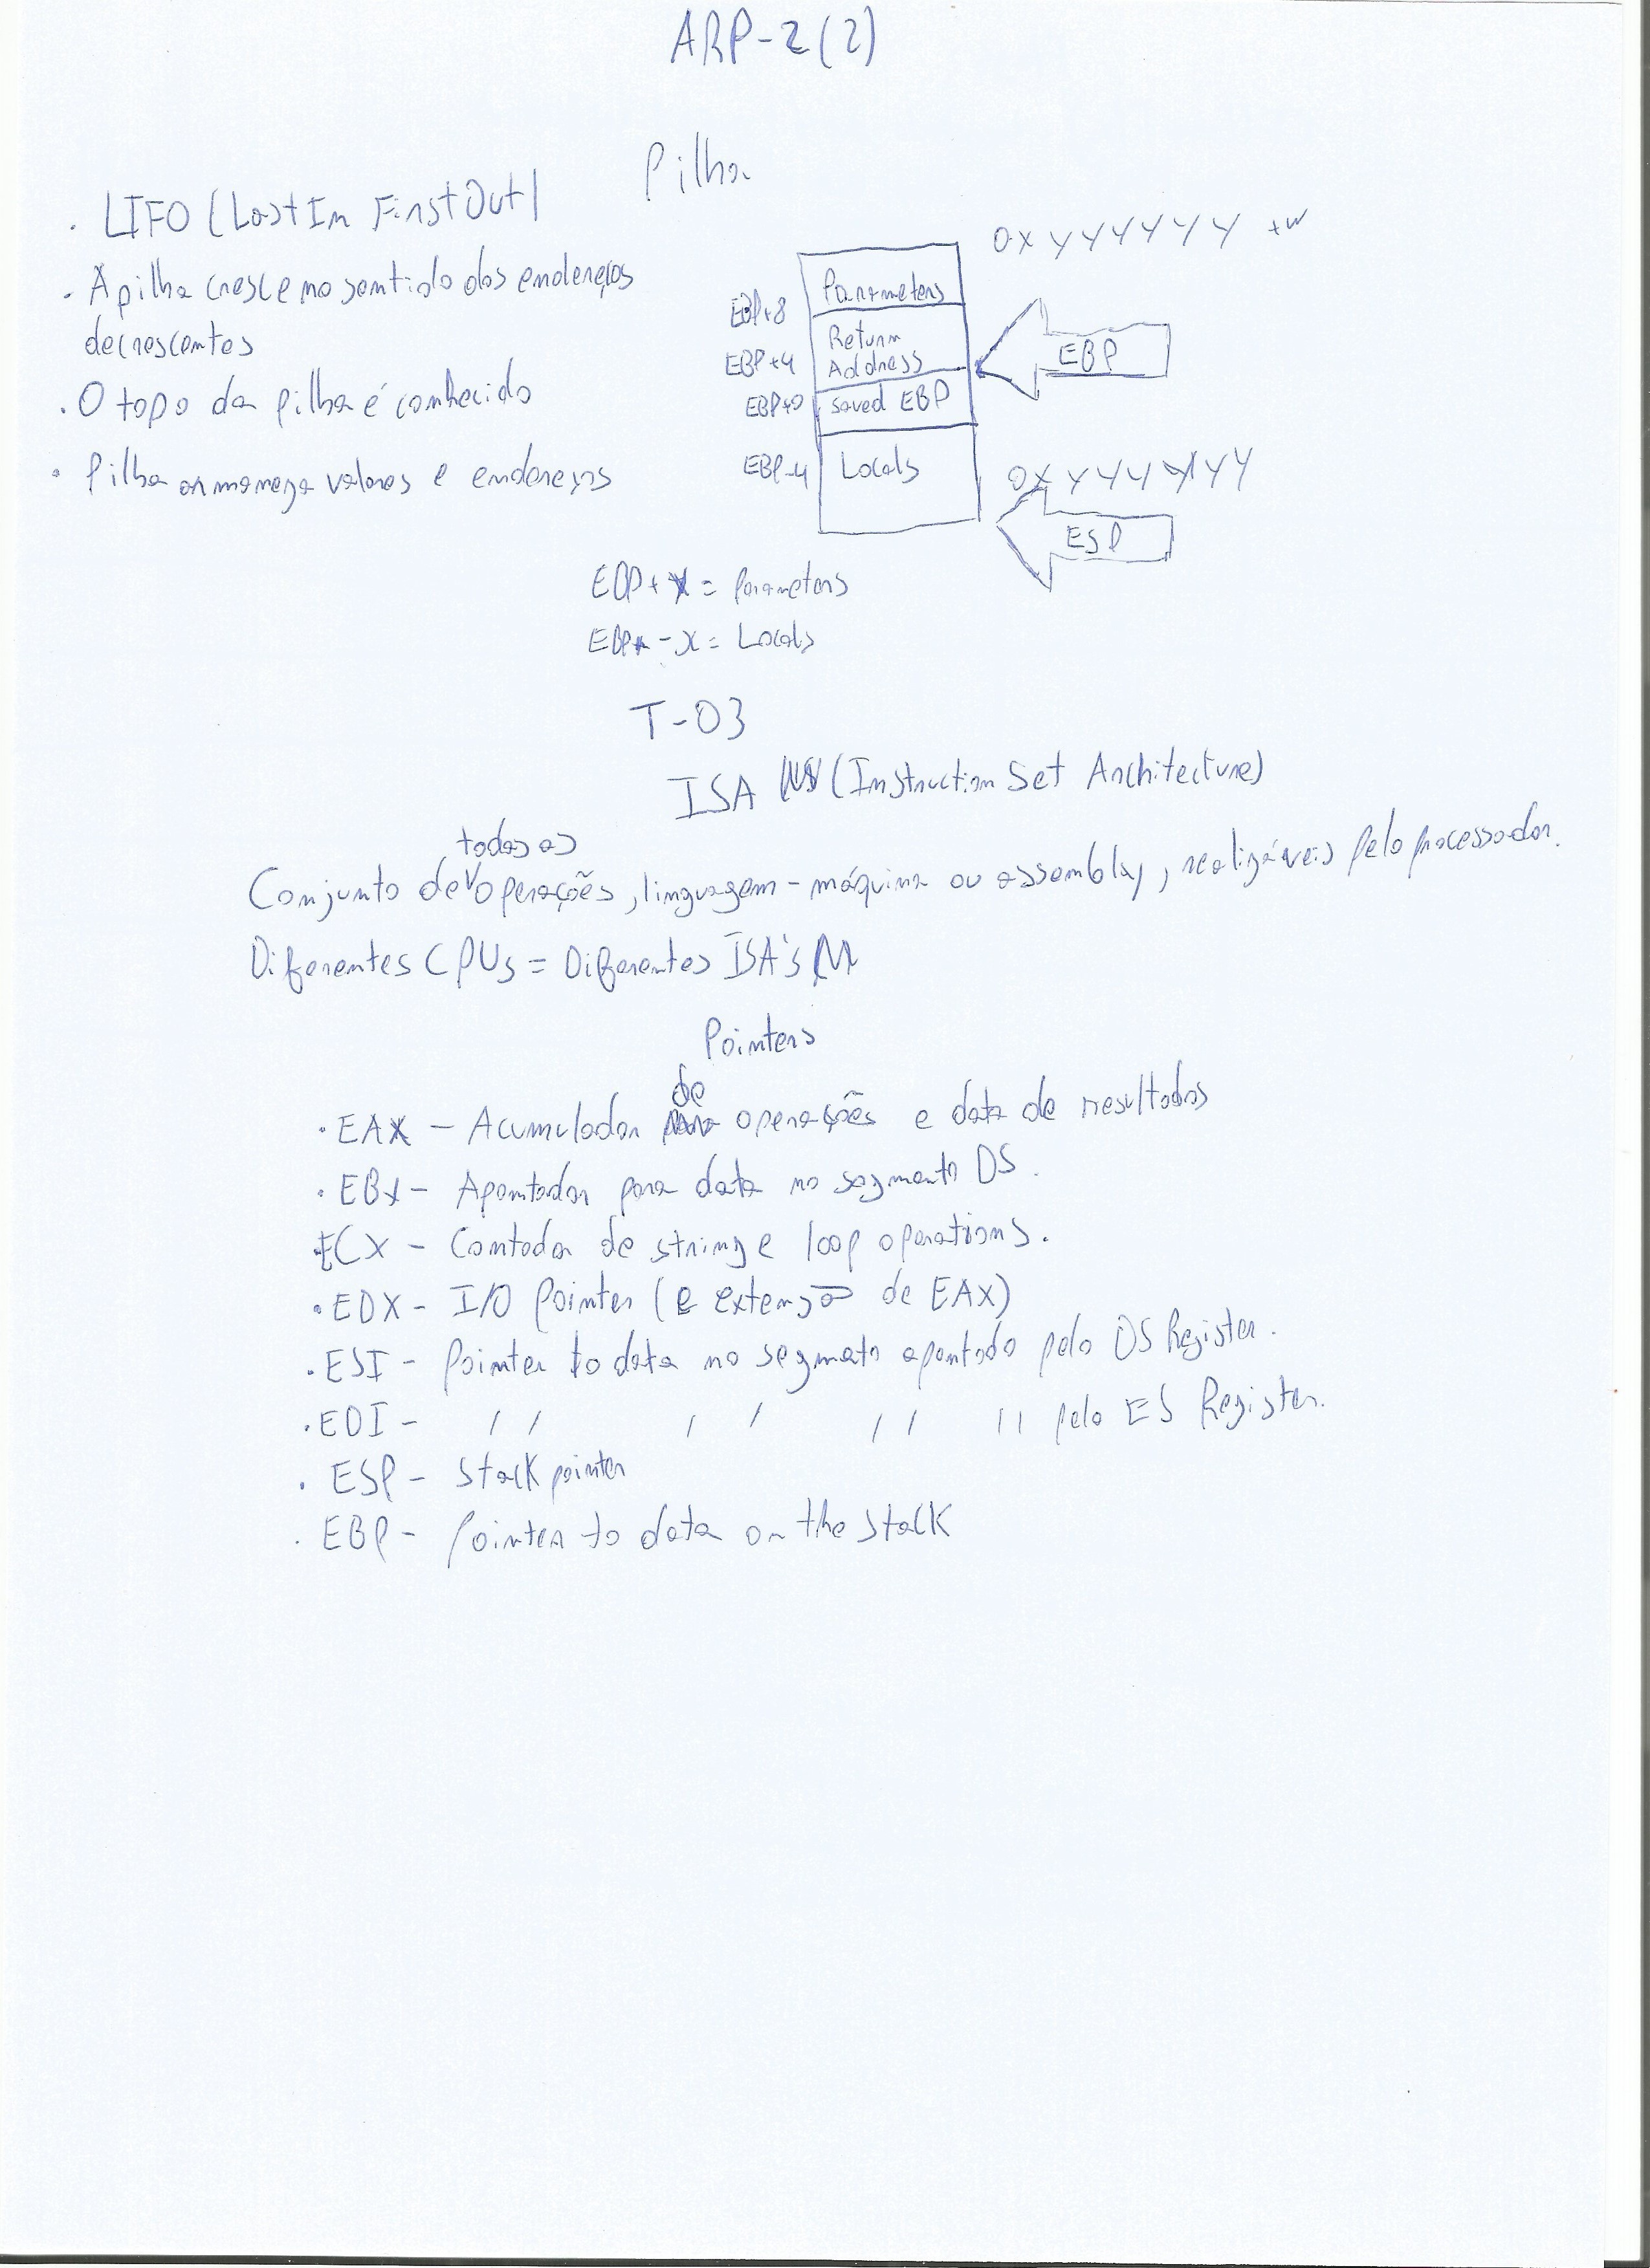 ARP-2(2)
Pilha
. LIFO (Last In First Out)
. A pilha cresce no sentido dos endereços
decrescentes
. O topo da pilha é conhecido
. Pilha armazena valores e endereços
0x YYYYYY +w
EBP+8 Parameters
EBP+4 Return
Address
EBP
EBP+0 saved EBP
EBP-4 Locals
0x YYYYYY
ESP
EBP+X = Parameters
EBP-X = Locals
T-03
ISA (Instruction Set Architecture)
todas as
Conjunto de operações, linguagem-máquina ou assembly, realizáveis pelo processador.
Diferentes CPUs = Diferentes ISA's
Pointers
de
. EAX - Acumulador operações e data de resultados
. EBX - Apontador para data no segmento DS.
ECX - Contador de string e loop operations.
. EDX - I/O Pointer (e extensão de EAX)
. ESI - Pointer to data no segmento apontado pelo DS Register.
. EDI - // // // // pelo ES Register.
. ESP - Stack pointer
. EBP - Pointer to data on the stack